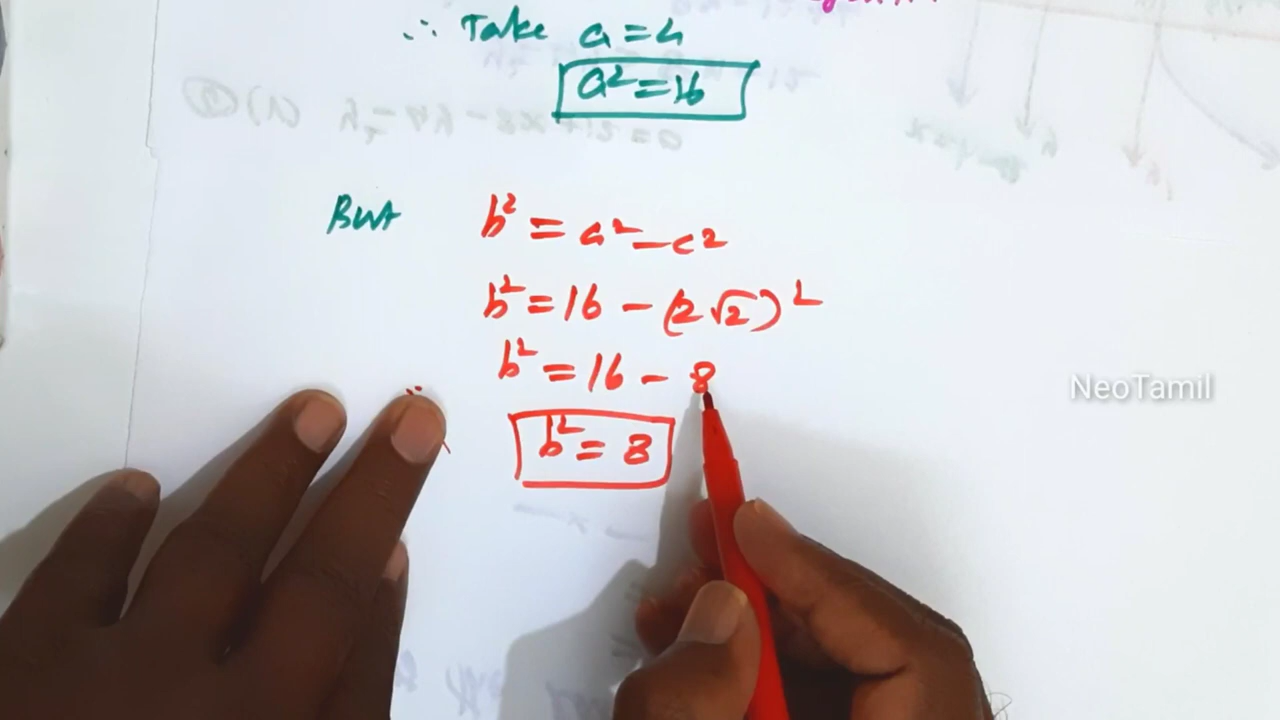 ∴ Take a = 4
a² = 16
But b² = a² – c²
b² = 16 – (2√2)²
b² = 16 – 8
b² = 8
NeoTamil